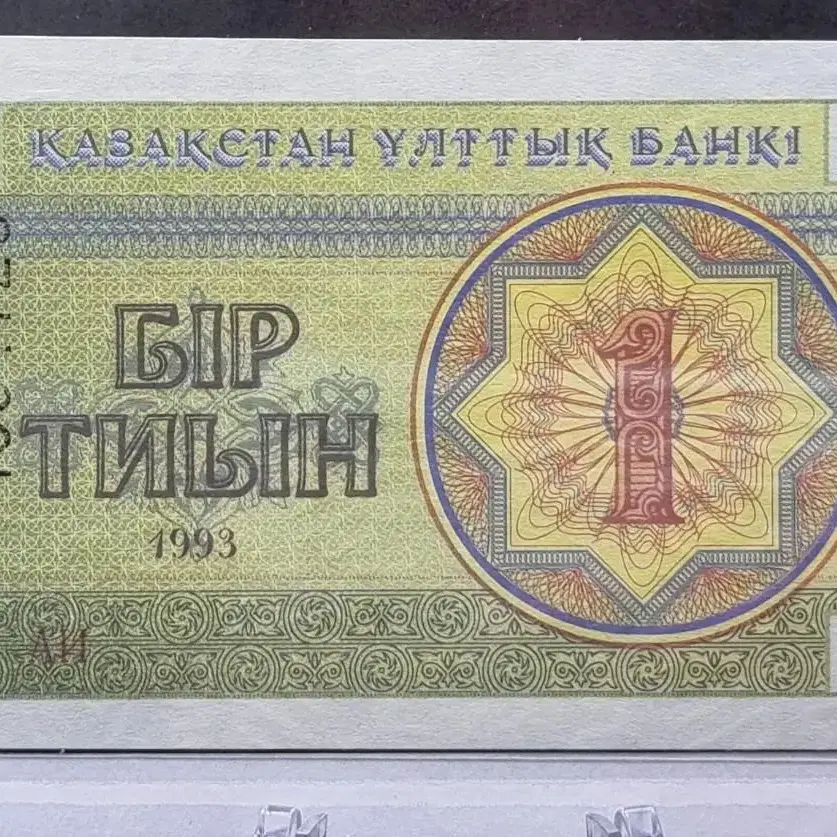 ҚАЗАҚСТАН ҰЛТТЫҚ БАНКІ
БІР
ТИЫН
1
1993
АИ